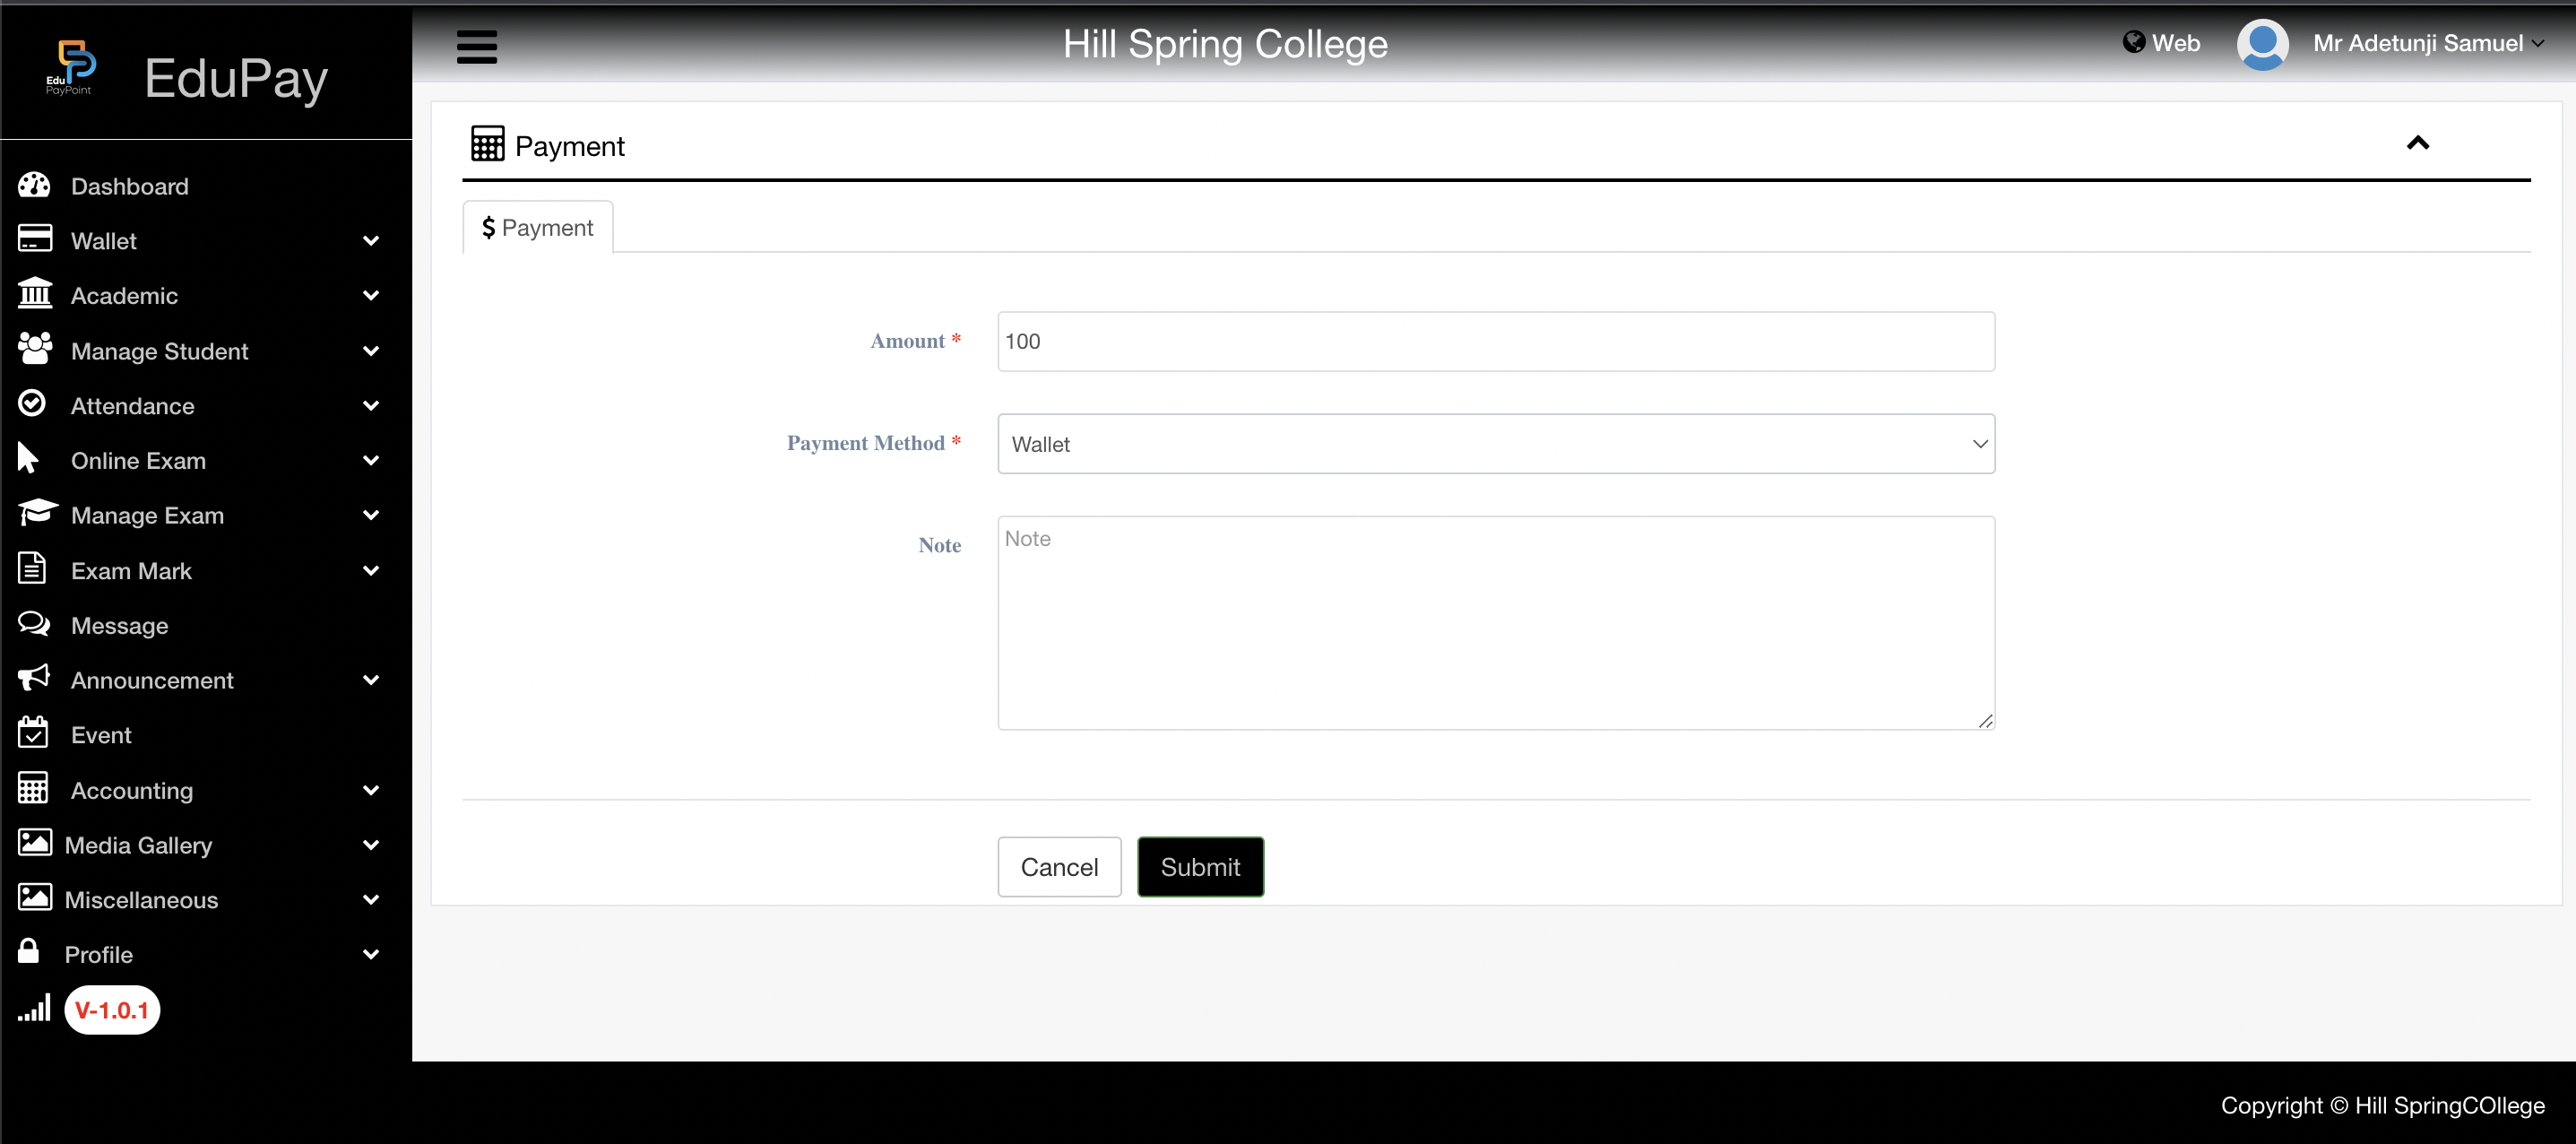 Edu
PayPoint
EduPay
Hill Spring College
Web
Mr Adetunji Samuel
Dashboard
Wallet
Academic
Manage Student
Attendance
Online Exam
Manage Exam
Exam Mark
Message
Announcement
Event
Accounting
Media Gallery
Miscellaneous
Profile
V-1.0.1
Payment
$ Payment
Amount *
100
Payment Method *
Wallet
Note
Note
Cancel
Submit
Copyright © Hill SpringCOllege